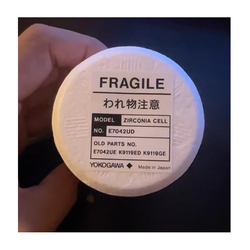 FRAGILE
われ物注意
MODEL ZIRCONIA CELL
NO. E7042UD
OLD PARTS NO.
E7042UE K9119ED K9119GE
YOKOGAWA Made in Japan